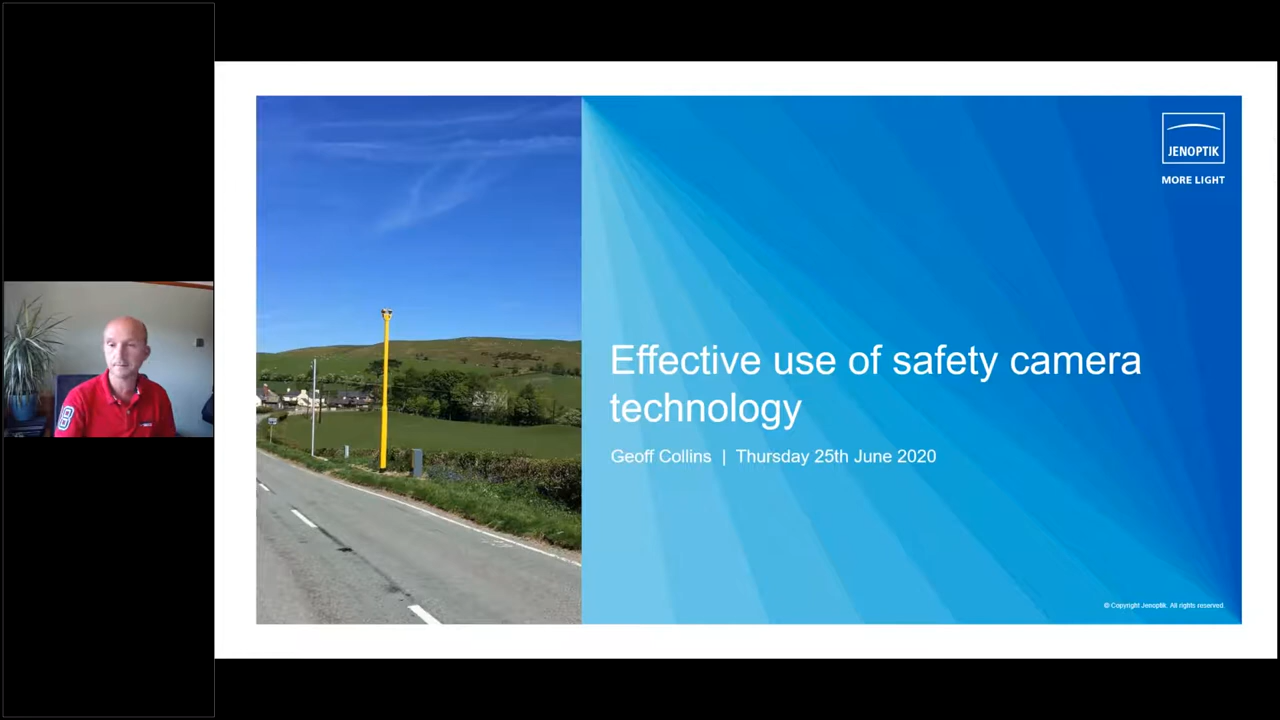 JENOPTIK
MORE LIGHT
Effective use of safety camera
technology
Geoff Collins | Thursday 25th June 2020
© Copyright Jenoptik. All rights reserved.